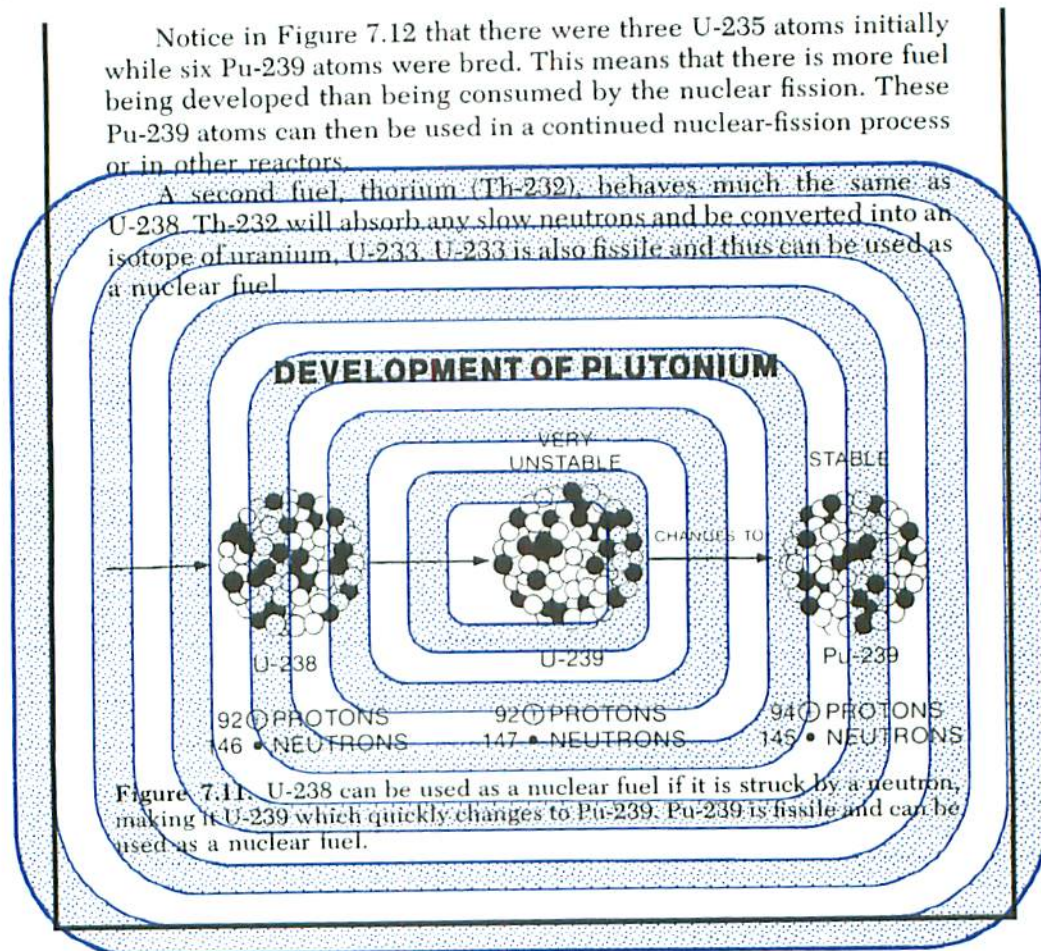 Notice in Figure 7.12 that there were three U-235 atoms initially
while six Pu-239 atoms were bred. This means that there is more fuel
being developed than being consumed by the nuclear fission. These
Pu-239 atoms can then be used in a continued nuclear-fission process
or in other reactors.
A second fuel, thorium (Th-232), behaves much the same as
U-238. Th-232 will absorb any slow neutrons and be converted into an
isotope of uranium, U-233. U-233 is also fissile and thus can be used as
a nuclear fuel.
DEVELOPMENT OF PLUTONIUM
VERY
UNSTABLE
STABLE
CHANGES TO
U-238
U-239
Pu-239
92 + PROTONS
146 • NEUTRONS
92 + PROTONS
147 • NEUTRONS
94 + PROTONS
145 • NEUTRONS
Figure 7.11. U-238 can be used as a nuclear fuel if it is struck by a neutron,
making it U-239 which quickly changes to Pu-239. Pu-239 is fissile and can be
used as a nuclear fuel.